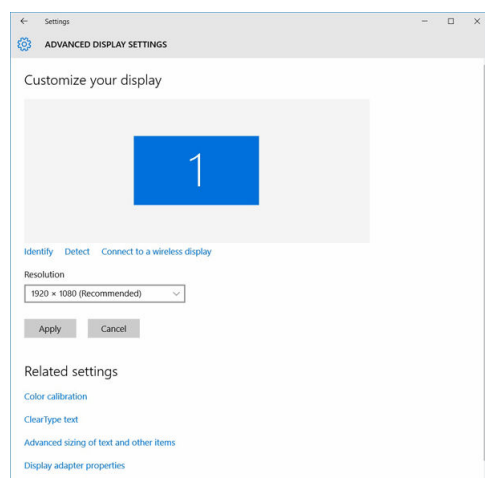 Settings
ADVANCED DISPLAY SETTINGS
Customize your display
1
Identify Detect Connect to a wireless display
Resolution
1920 × 1080 (Recommended)
Apply Cancel
Related settings
Color calibration
ClearType text
Advanced sizing of text and other items
Display adapter properties